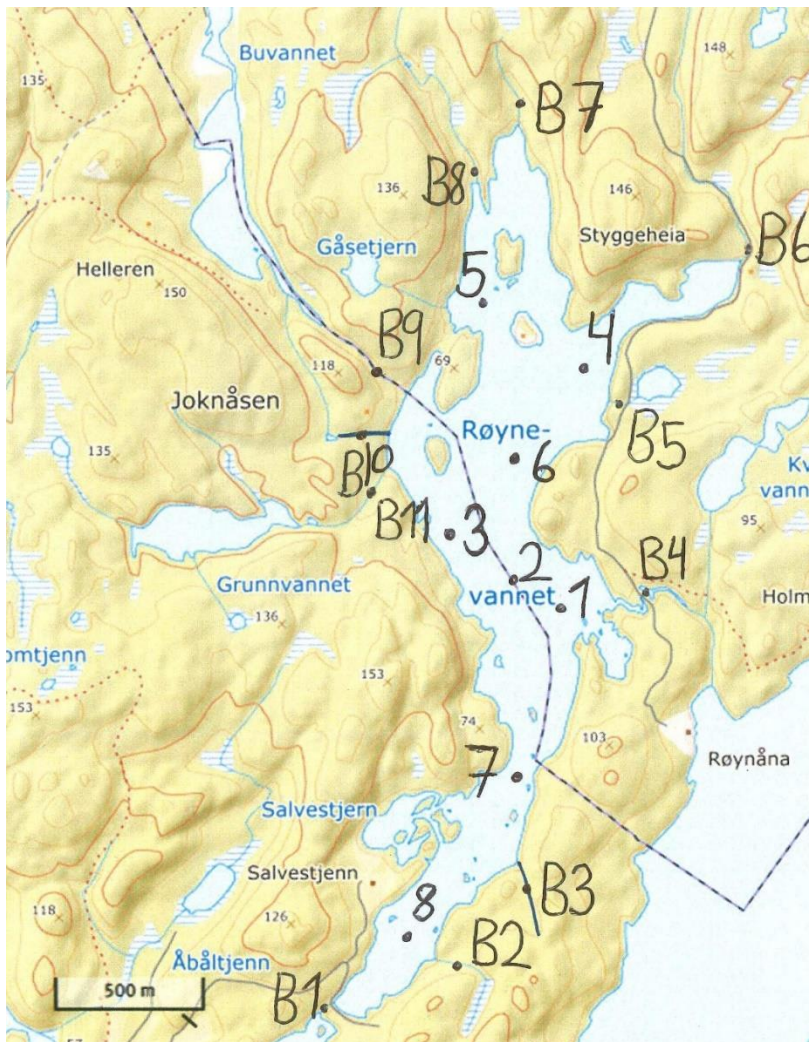 148
135
Buvannet
B7
B8
136
146
Styggeheia
B6
Gåsetjern
Helleren
150
5
B9
4
118
69
Joknåsen
Røyne-
B5
135
B10
6
Kv
vann
B11
3
95
2
B4
Grunnvannet
vannet
1
Holm
136
omtjenn
153
153
74
103
Røynåna
7
Salvestjern
Salvestjenn
B3
118
126
8
Åbåltjenn
B2
500 m
B1
57